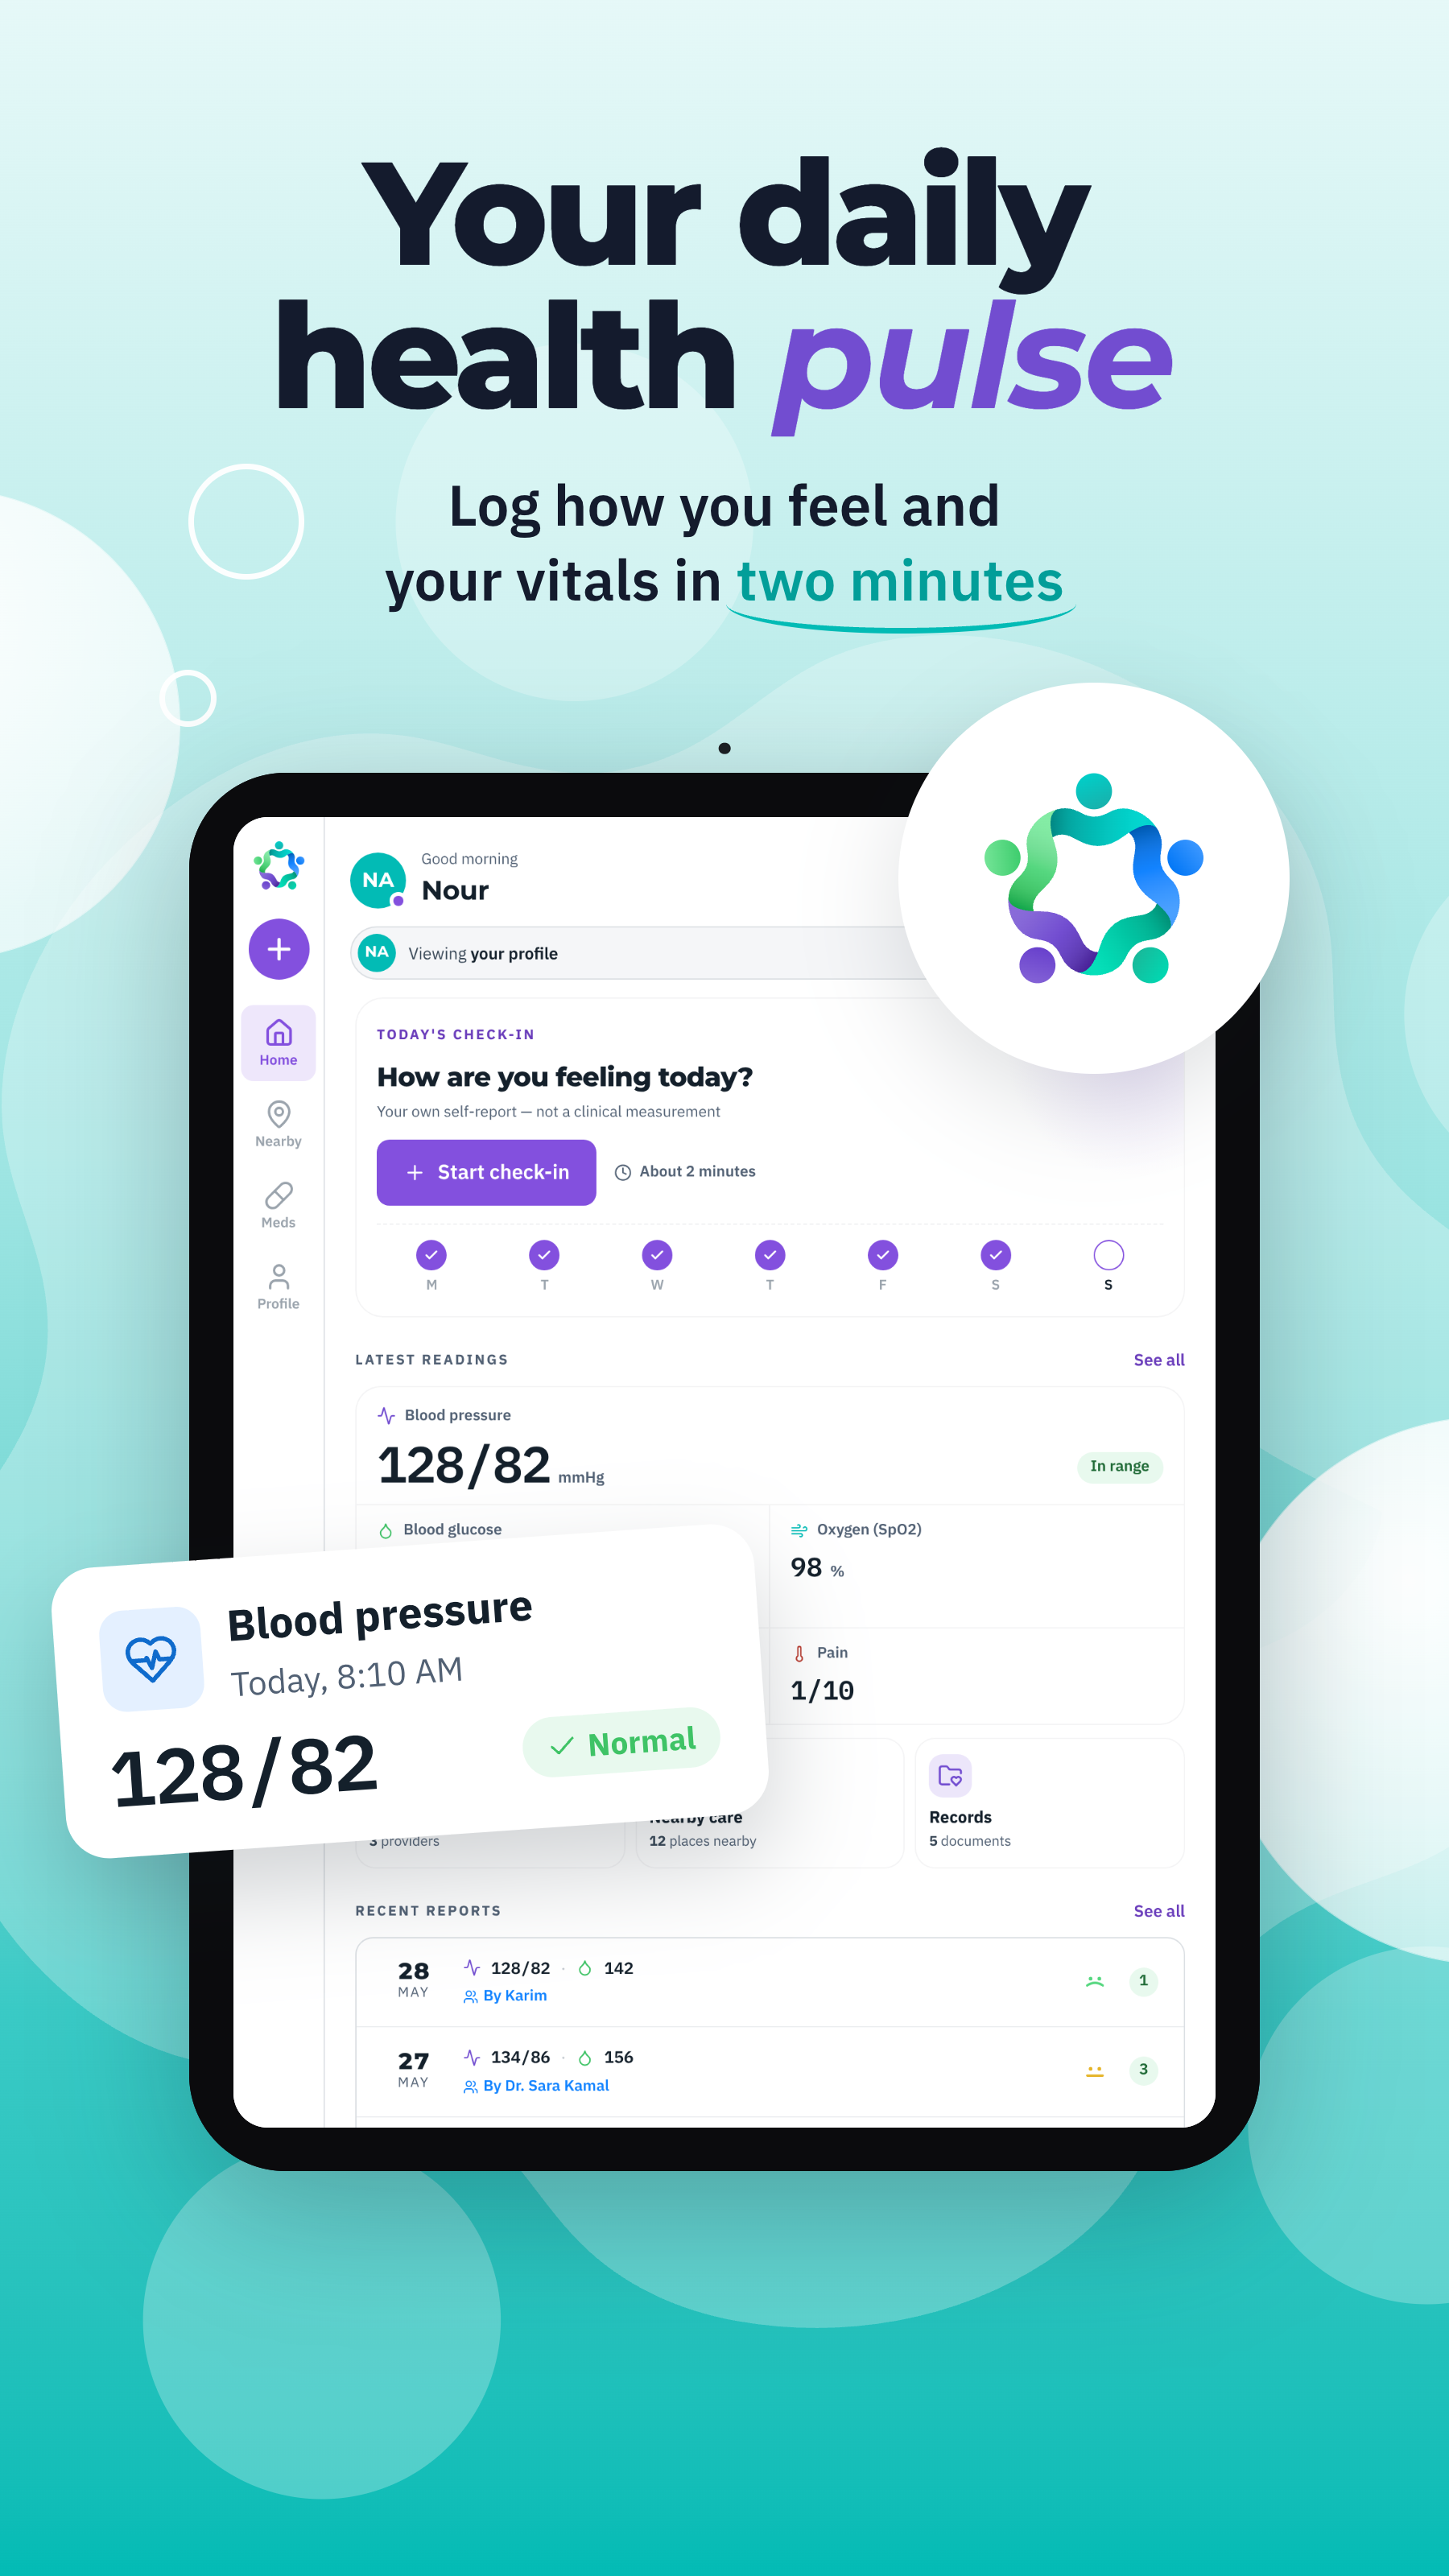 Your daily
health pulse
Log how you feel and
your vitals in two minutes
NA
Good morning
Nour
NA
Viewing your profile
Home
Nearby
Meds
Profile
TODAY'S CHECK-IN
How are you feeling today?
Your own self-report — not a clinical measurement
Start check-in
About 2 minutes
M T W T F S S
LATEST READINGS
See all
Blood pressure
128/82 mmHg
In range
Blood glucose
Oxygen (SpO2)
98 %
Pain
1/10
Blood pressure
Today, 8:10 AM
128/82
Normal
3 providers
Nearby care
12 places nearby
Records
5 documents
RECENT REPORTS
See all
28
MAY
128/82 · 142
By Karim
1
27
MAY
134/86 · 156
By Dr. Sara Kamal
3